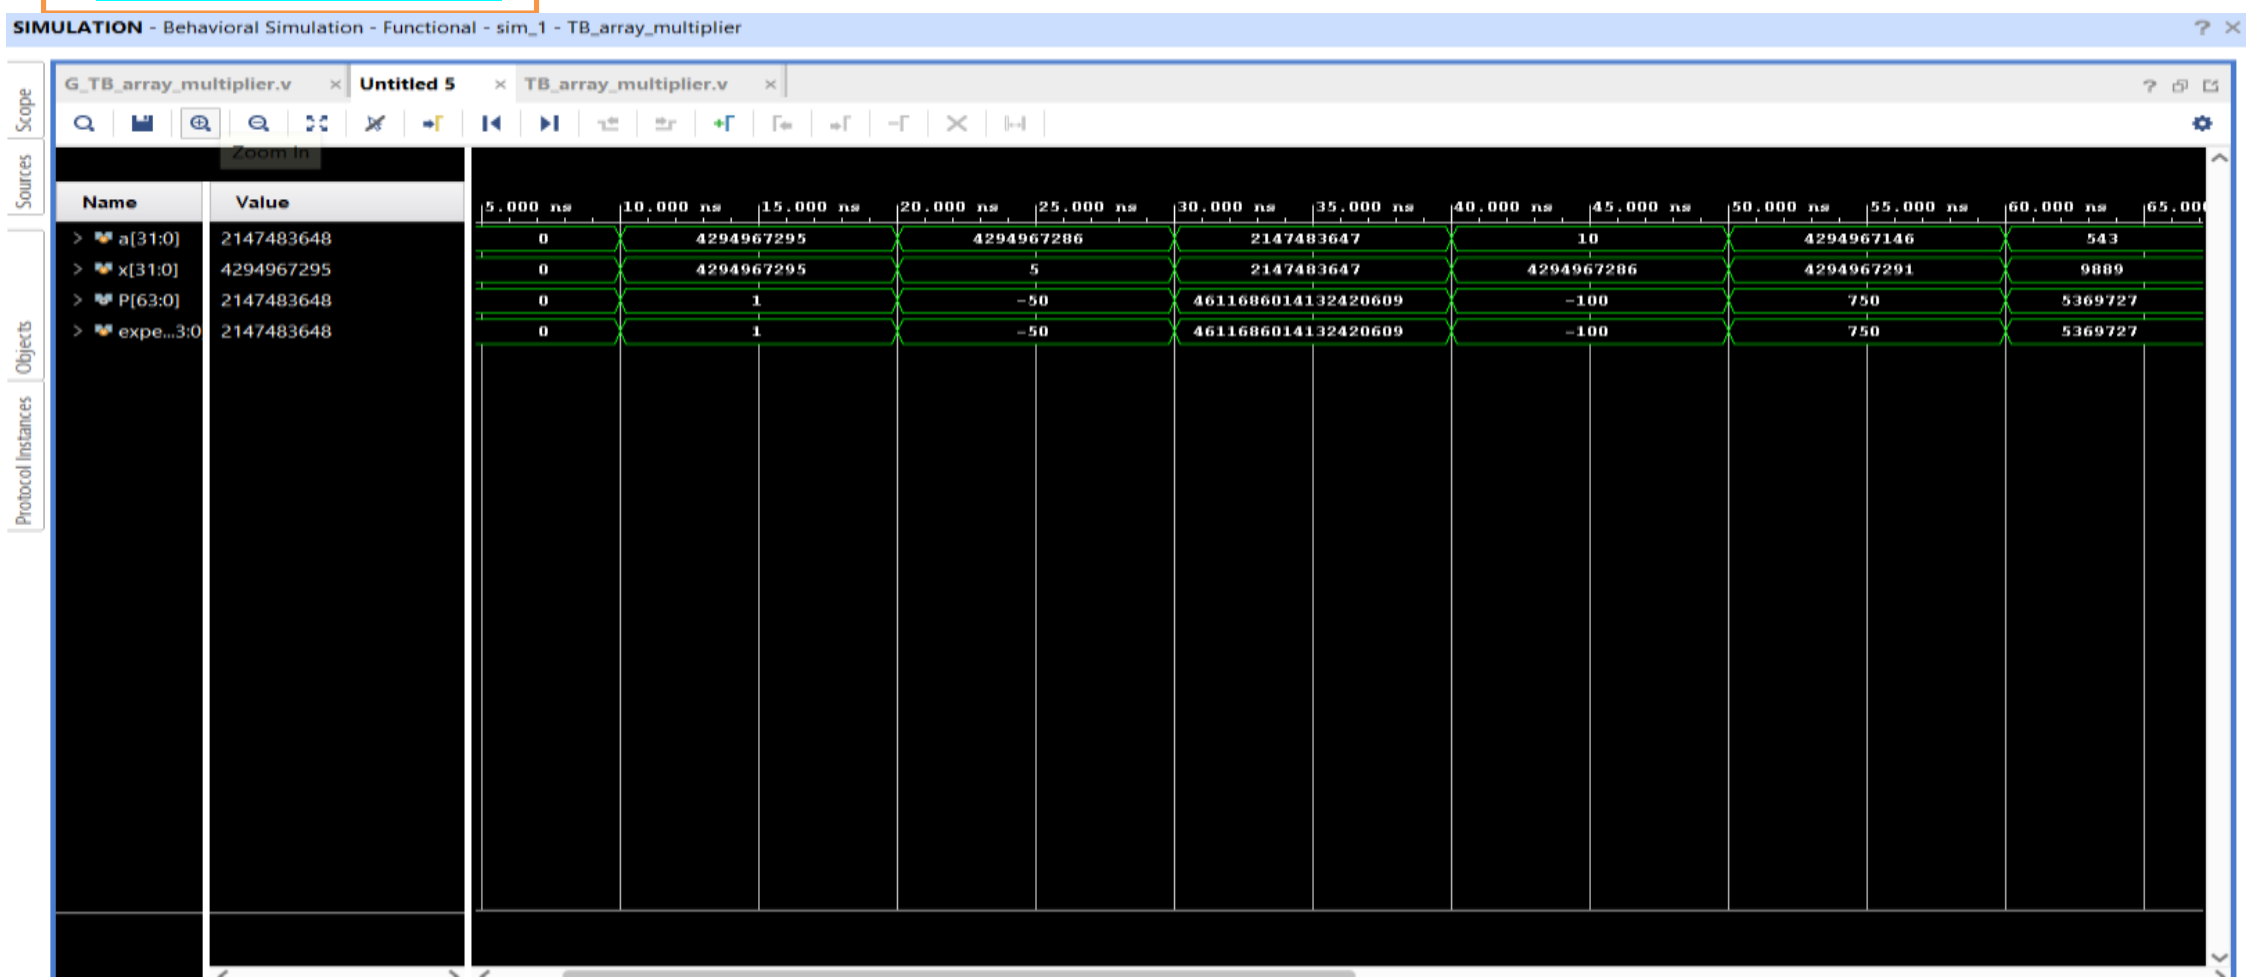 SIMULATION - Behavioral Simulation - Functional - sim_1 - TB_array_multiplier
G_TB_array_multiplier.v × Untitled 5 × TB_array_multiplier.v ×
Zoom In
Scope
Sources
Objects
Protocol Instances
Name Value
5.000 ns 10.000 ns 15.000 ns 20.000 ns 25.000 ns 30.000 ns 35.000 ns 40.000 ns 45.000 ns 50.000 ns 55.000 ns 60.000 ns 65.00
a[31:0] 2147483648 0 4294967295 4294967286 2147483647 10 4294967146 543
x[31:0] 4294967295 0 4294967295 5 2147483647 4294967286 4294967291 9889
P[63:0] 2147483648 0 1 -50 4611686014132420609 -100 750 5369727
expe...3:0 2147483648 0 1 -50 4611686014132420609 -100 750 5369727